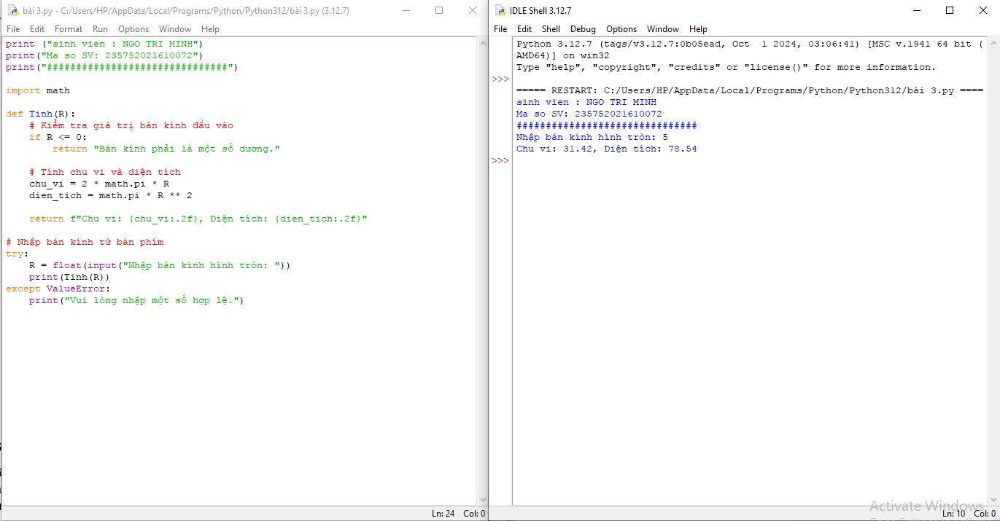 bài 3.py - C:/Users/HP/AppData/Local/Programs/Python/Python312/bài 3.py (3.12.7)
File Edit Format Run Options Window Help
print ("sinh vien : NGO TRI MINH")
print("Ma so SV: 235752021610072")
print("###############################")
import math
def Tinh(R):
# Kiểm tra giá trị bán kính đầu vào
if R <= 0:
return "Bán kính phải là một số dương."
# Tính chu vi và diện tích
chu_vi = 2 * math.pi * R
dien_tich = math.pi * R ** 2
return f"Chu vi: {chu_vi:.2f}, Diện tích: {dien_tich:.2f}"
# Nhập bán kính từ bàn phím
try:
R = float(input("Nhập bán kính hình tròn: "))
print(Tinh(R))
except ValueError:
print("Vui lòng nhập một số hợp lệ.")
Ln: 24 Col: 0
IDLE Shell 3.12.7
File Edit Shell Debug Options Window Help
Python 3.12.7 (tags/v3.12.7:0b05ead, Oct  1 2024, 03:06:41) [MSC v.1941 64 bit (
AMD64)] on win32
Type "help", "copyright", "credits" or "license()" for more information.
>>>
===== RESTART: C:/Users/HP/AppData/Local/Programs/Python/Python312/bài 3.py ====
sinh vien : NGO TRI MINH
Ma so SV: 235752021610072
###############################
Nhập bán kính hình tròn: 5
Chu vi: 31.42, Diện tích: 78.54
>>>
Activate Windows
Ln: 10 Col: 0